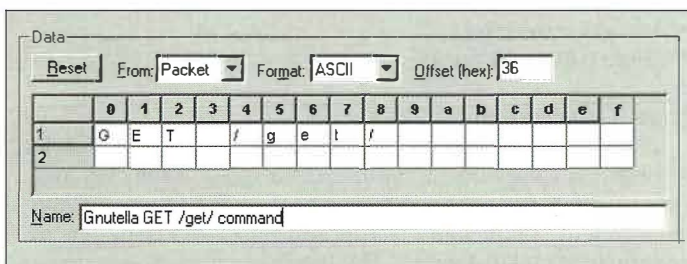 Data
Reset From: Packet Format: ASCII Offset (hex): 36
0 1 2 3 4 5 6 7 8 9 a b c d e f
1 G E T / g e t /
2
Name: Gnutella GET /get/ command